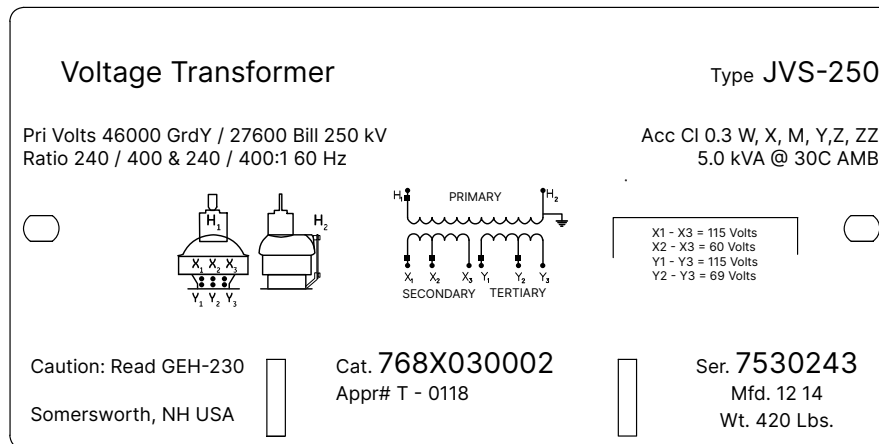 Voltage Transformer
Type JVS-250
Pri Volts 46000 GrdY / 27600 Bill 250 kV
Acc Cl 0.3 W, X, M, Y,Z, ZZ
Ratio 240 / 400 & 240 / 400:1 60 Hz
5.0 kVA @ 30C AMB
H1 H2
X1 X2 X3
Y1 Y2 Y3
H1 PRIMARY H2
X1 X2 X3 Y1 Y2 Y3
SECONDARY TERTIARY
X1 - X3 = 115 Volts
X2 - X3 = 60 Volts
Y1 - Y3 = 115 Volts
Y2 - Y3 = 69 Volts
Caution: Read GEH-230
Somersworth, NH USA
Cat. 768X030002
Appr# T - 0118
Ser. 7530243
Mfd. 12 14
Wt. 420 Lbs.